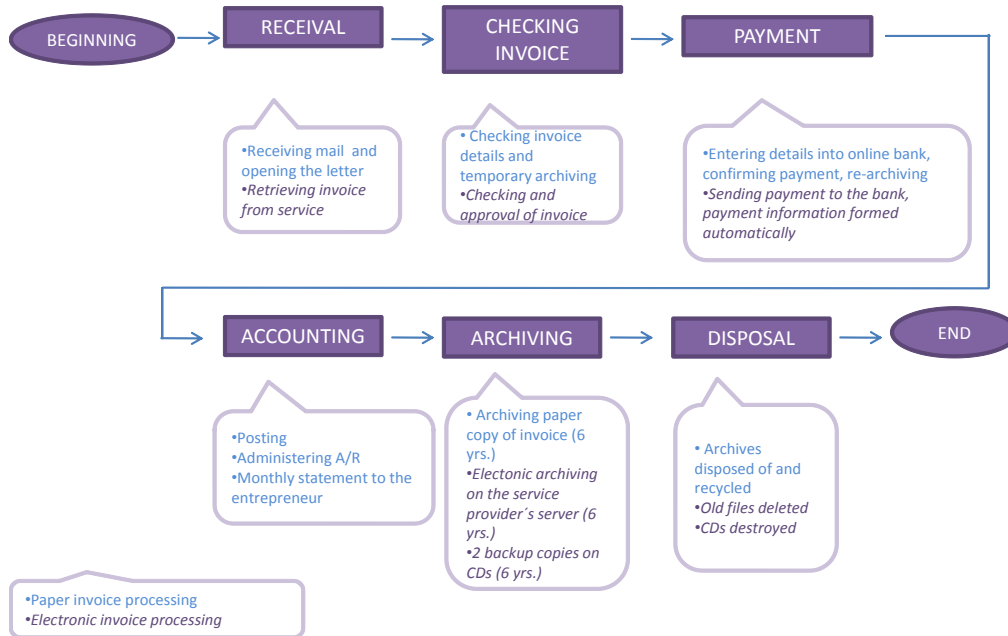 BEGINNING
RECEIVAL
CHECKING
INVOICE
PAYMENT
•Receiving mail and
opening the letter
•Retrieving invoice
from service
• Checking invoice
details and
temporary archiving
•Checking and
approval of invoice
•Entering details into online bank,
confirming payment, re-archiving
•Sending payment to the bank,
payment information formed
automatically
ACCOUNTING
ARCHIVING
DISPOSAL
END
•Posting
•Administering A/R
•Monthly statement to the
entrepreneur
• Archiving paper
copy of invoice (6
yrs.)
•Electonic archiving
on the service
provider´s server (6
yrs.)
•2 backup copies on
CDs (6 yrs.)
• Archives
disposed of and
recycled
•Old files deleted
•CDs destroyed
•Paper invoice processing
•Electronic invoice processing